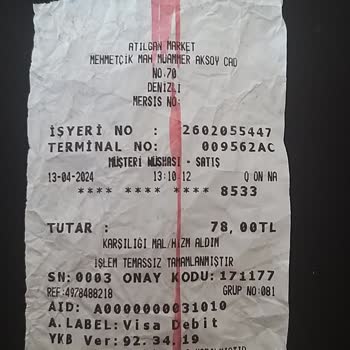 ATILGAN MARKET
MEHMETÇİK MAH MUAMMER AKSOY CAD
NO.70
DENİZLİ
MERSIS NO:
İŞYERİ NO : 2602055447
TERMINAL NO: 009562AC
MÜŞTERİ NÜSHASI - SATIŞ
13-04-2024 13:10:12 Q ON NA
**** **** **** 8533
TUTAR : 78,00TL
KARŞILIĞI MAL/HİZM ALDIM
İŞLEM TEMASSIZ TAMAMLANMIŞTIR
SN:0003 ONAY KODU:171177
REF:4978488218 GRUP NO:081
AID: A0000000031010
A.LABEL: Visa Debit
YKB Ver: 92.34.19